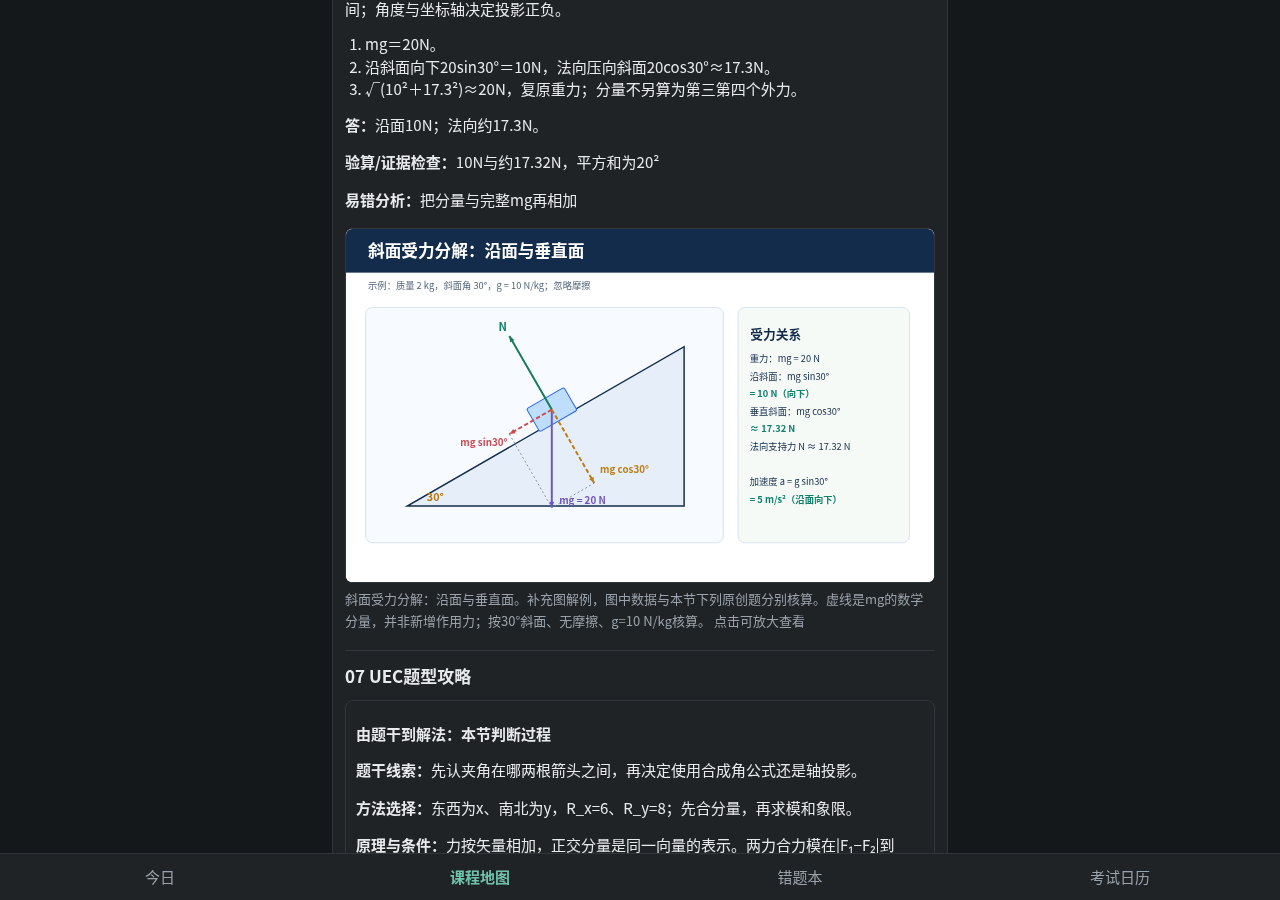 间；角度与坐标轴决定投影正负。
1. mg＝20N。
2. 沿斜面向下20sin30°＝10N，法向压向斜面20cos30°≈17.3N。
3. √(10²＋17.3²)≈20N，复原重力；分量不另算为第三第四个外力。
答：沿面10N；法向约17.3N。
验算/证据检查：10N与约17.32N，平方和为20²
易错分析：把分量与完整mg再相加
斜面受力分解：沿面与垂直面
示例：质量 2 kg，斜面角 30°，g = 10 N/kg；忽略摩擦
N
mg sin30°
mg cos30°
30°
mg = 20 N
受力关系
重力：mg = 20 N
沿斜面：mg sin30°
= 10 N（向下）
垂直斜面：mg cos30°
≈ 17.32 N
法向支持力 N ≈ 17.32 N
加速度 a = g sin30°
= 5 m/s²（沿面向下）
斜面受力分解：沿面与垂直面。补充图解例，图中数据与本节下列原创题分别核算。虚线是mg的数学
分量，并非新增作用力；按30°斜面、无摩擦、g=10 N/kg核算。 点击可放大查看
07 UEC题型攻略
由题干到解法：本节判断过程
题干线索：先认夹角在哪两根箭头之间，再决定使用合成角公式还是轴投影。
方法选择：东西为x、南北为y，R_x=6、R_y=8；先合分量，再求模和象限。
原理与条件：力按矢量相加，正交分量是同一向量的表示。两力合力模在|F₁−F₂|到
今日
课程地图
错题本
考试日历